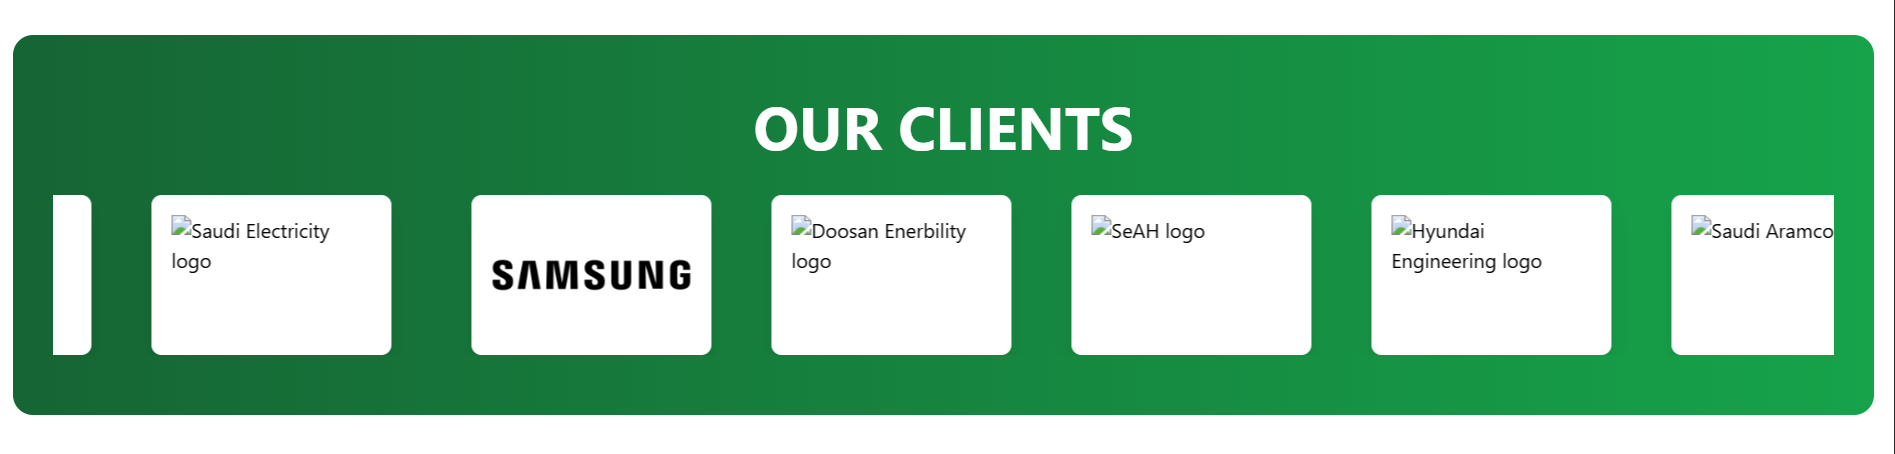 OUR CLIENTS
Saudi Electricity
logo
SAMSUNG
Doosan Enerbility
logo
SeAH logo
Hyundai
Engineering logo
Saudi Aramco